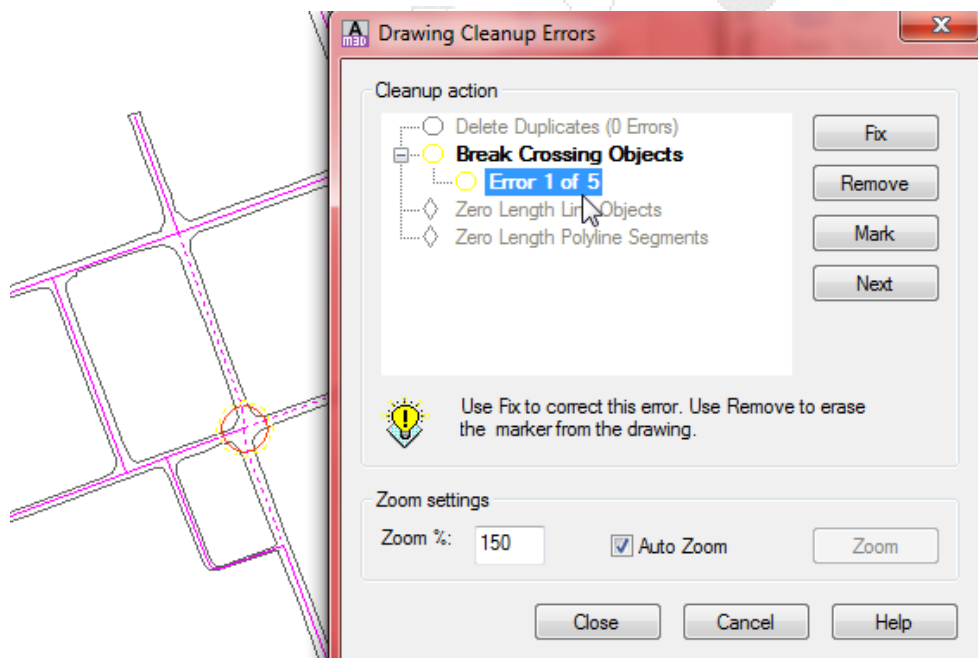 A
M3D
Drawing Cleanup Errors
X
Cleanup action
Delete Duplicates (0 Errors)
Break Crossing Objects
Error 1 of 5
Zero Length Objects
Zero Length Polyline Segments
Fix
Remove
Mark
Next
Use Fix to correct this error. Use Remove to erase
the marker from the drawing.
Zoom settings
Zoom %:
150
Auto Zoom
Zoom
Close
Cancel
Help